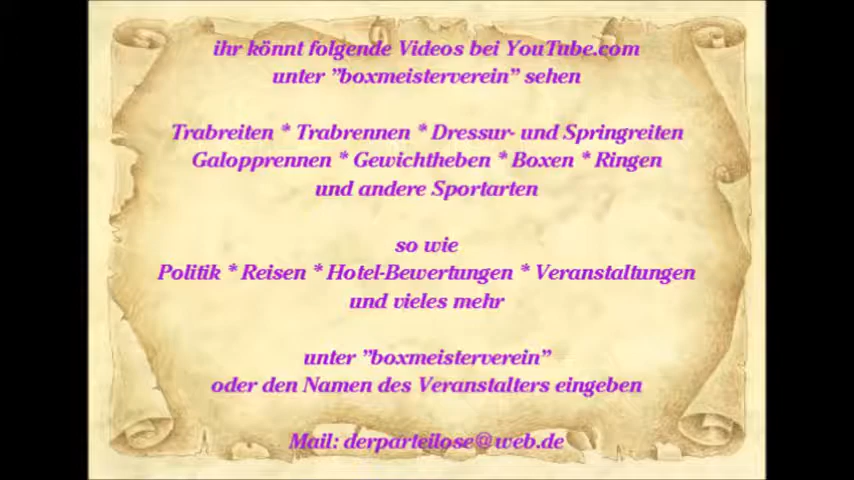 ihr könnt folgende Videos bei YouTube.com
unter "boxmeisterverein" sehen
Trabreiten * Trabrennen * Dressur- und Springreiten
Galopprennen * Gewichtheben * Boxen * Ringen
und andere Sportarten
so wie
Politik * Reisen * Hotel-Bewertungen * Veranstaltungen
und vieles mehr
unter "boxmeisterverein"
oder den Namen des Veranstalters eingeben
Mail: derparteilose@web.de